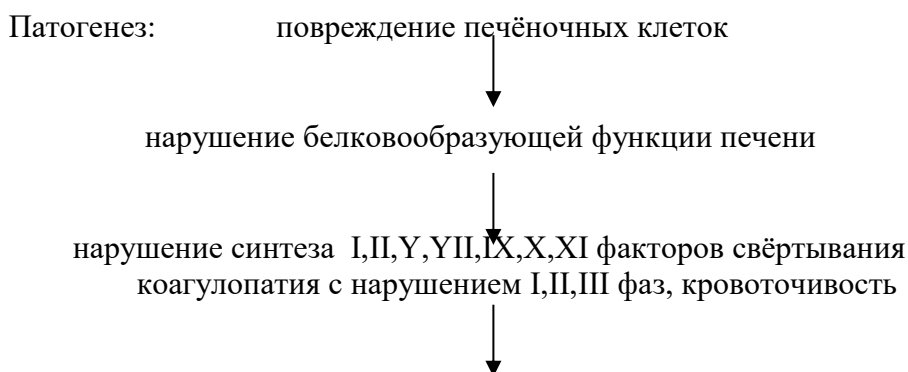 Патогенез: повреждение печёночных клеток
нарушение белковообразующей функции печени
нарушение синтеза I,II,Y,YII,IX,X,XI факторов свёртывания
коагулопатия с нарушением I,II,III фаз, кровоточивость